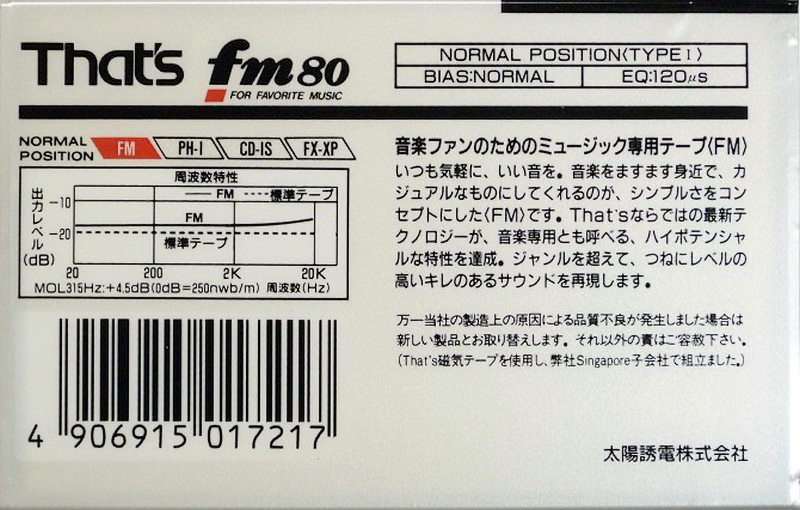 That's fm 80
FOR FAVORITE MUSIC
NORMAL POSITION〈TYPE I〉
BIAS:NORMAL EQ:120μs
NORMAL POSITION FM PH-I CD-IS FX-XP
周波数特性
FM 標準テープ
出力レベル(dB)
-10
FM
-20
標準テープ
20 200 2K 20K
MOL315Hz:+4.5dB(0dB=250nwb/m) 周波数(Hz)
4 906915 017217
音楽ファンのためのミュージック専用テープ〈FM〉
いつも気軽に、いい音を。音楽をますます身近で、カ
ジュアルなものにしてくれるのが、シンプルさをコン
セプトにした〈FM〉です。That'sならではの最新テ
クノロジーが、音楽専用とも呼べる、ハイポテンシャ
ルな特性を達成。ジャンルを超えて、つねにレベルの
高いキレのあるサウンドを再現します。
万一当社の製造上の原因による品質不良が発生しました場合は
新しい製品とお取り替えします。それ以外の責はご容赦下さい。
(That's磁気テープを使用し、弊社Singapore子会社で組立ました。)
太陽誘電株式会社